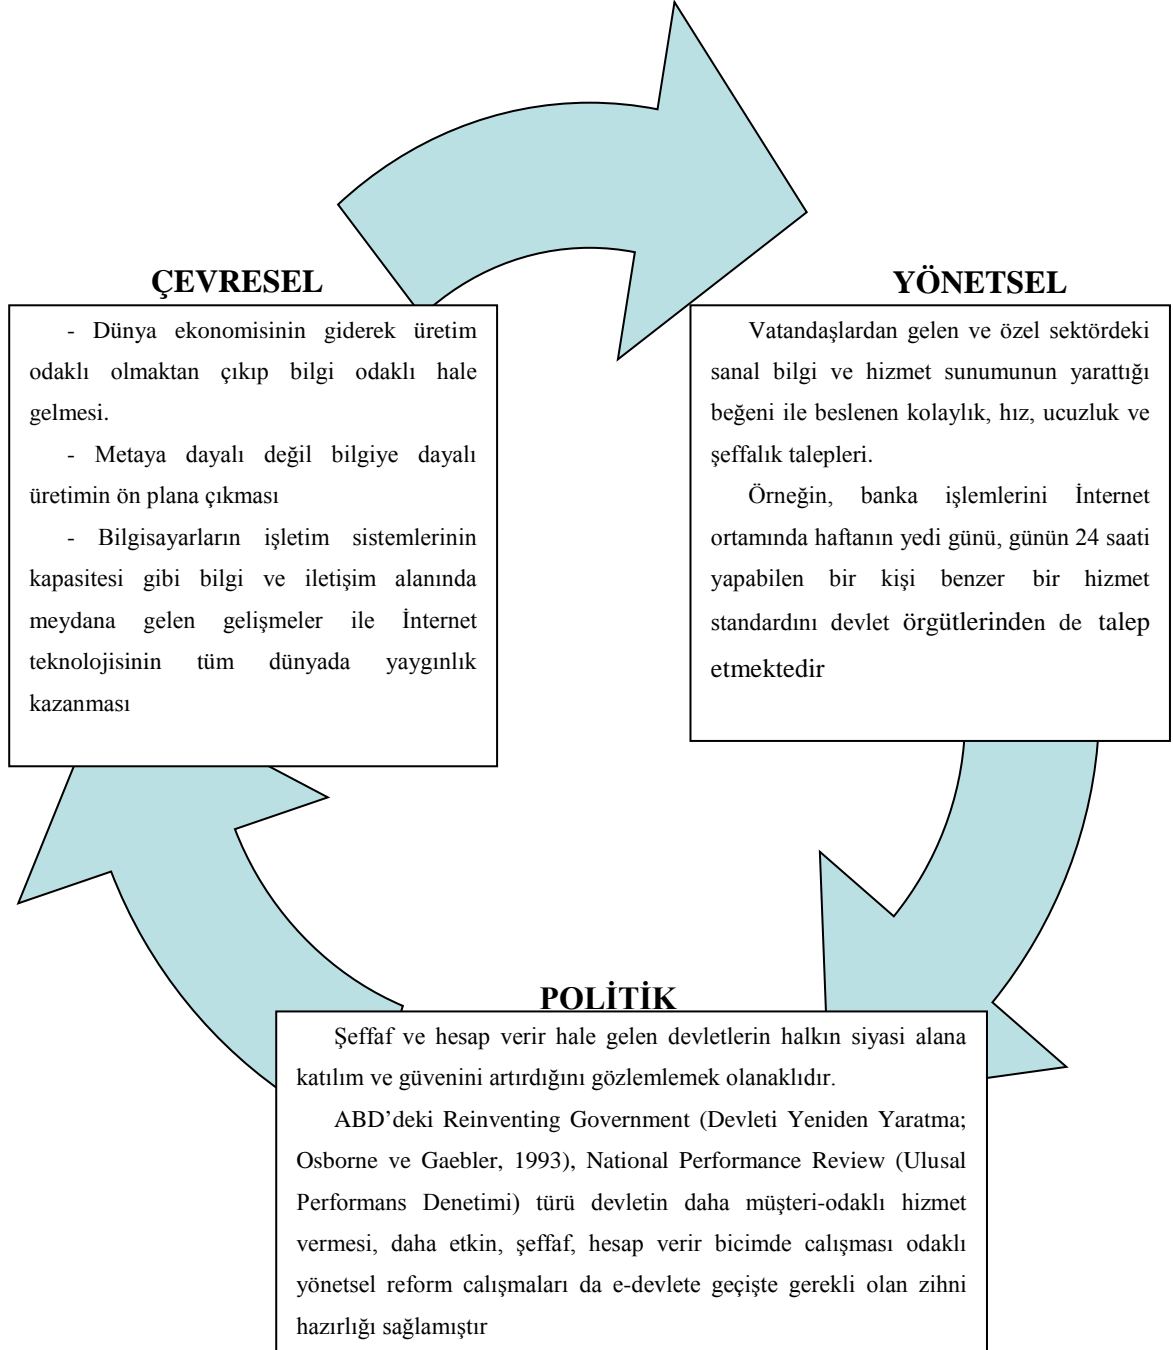 ÇEVRESEL
- Dünya ekonomisinin giderek üretim
odaklı olmaktan çıkıp bilgi odaklı hale
gelmesi.
- Metaya dayalı değil bilgiye dayalı
üretimin ön plana çıkması
- Bilgisayarların işletim sistemlerinin
kapasitesi gibi bilgi ve iletişim alanında
meydana gelen gelişmeler ile İnternet
teknolojisinin tüm dünyada yaygınlık
kazanması
YÖNETSEL
Vatandaşlardan gelen ve özel sektördeki
sanal bilgi ve hizmet sunumunun yarattığı
beğeni ile beslenen kolaylık, hız, ucuzluk ve
şeffalık talepleri.
Örneğin, banka işlemlerini İnternet
ortamında haftanın yedi günü, günün 24 saati
yapabilen bir kişi benzer bir hizmet
standardını devlet örgütlerinden de talep
etmektedir
POLİTİK
Şeffaf ve hesap verir hale gelen devletlerin halkın siyasi alana
katılım ve güvenini artırdığını gözlemlemek olanaklıdır.
ABD’deki Reinventing Government (Devleti Yeniden Yaratma;
Osborne ve Gaebler, 1993), National Performance Review (Ulusal
Performans Denetimi) türü devletin daha müşteri-odaklı hizmet
vermesi, daha etkin, şeffaf, hesap verir bicimde calışması odaklı
yönetsel reform calışmaları da e-devlete geçişte gerekli olan zihni
hazırlığı sağlamıştır